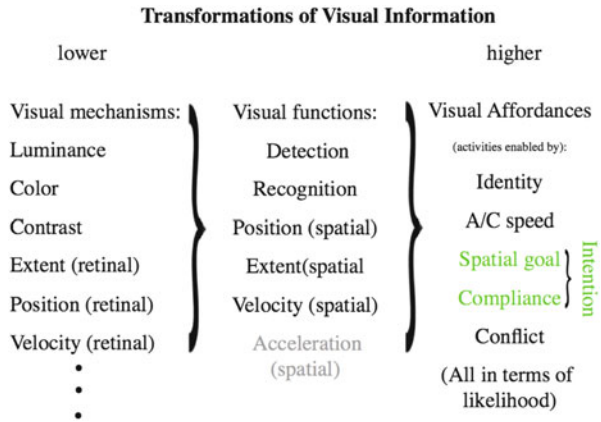 Transformations of Visual Information
lower
higher
Visual mechanisms:
Luminance
Color
Contrast
Extent (retinal)
Position (retinal)
Velocity (retinal)
Visual functions:
Detection
Recognition
Position (spatial)
Extent(spatial
Velocity (spatial)
Acceleration
(spatial)
Visual Affordances
(activities enabled by):
Identity
A/C speed
Spatial goal
Compliance
Intention
Conflict
(All in terms of
likelihood)